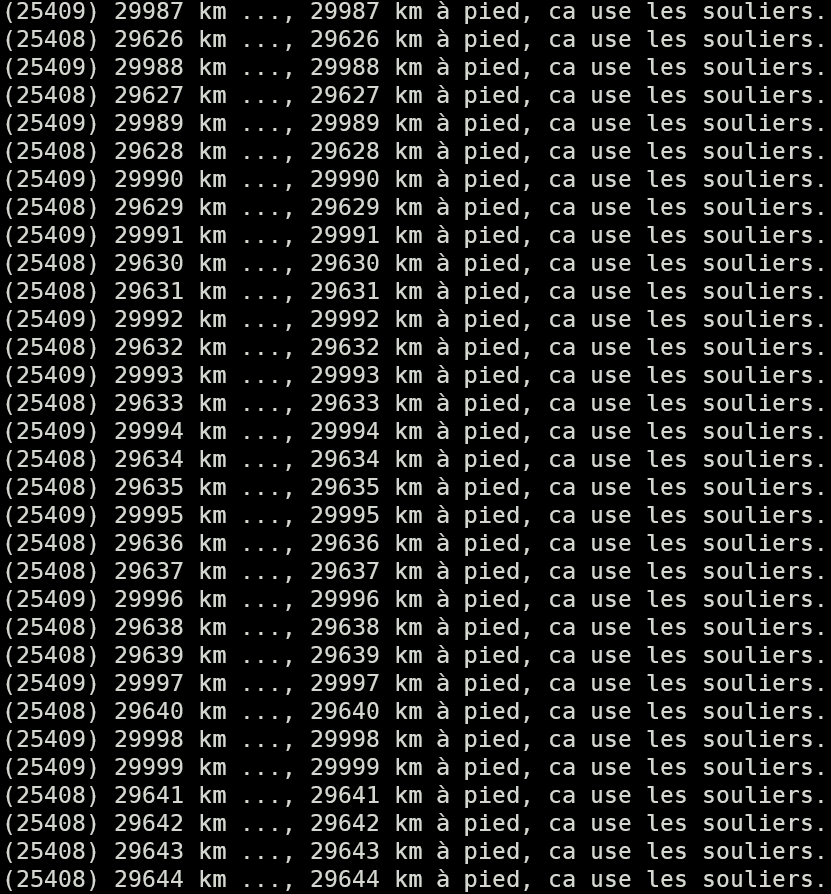 (25409) 29987 km ..., 29987 km à pied, ca use les souliers.
(25408) 29626 km ..., 29626 km à pied, ca use les souliers.
(25409) 29988 km ..., 29988 km à pied, ca use les souliers.
(25408) 29627 km ..., 29627 km à pied, ca use les souliers.
(25409) 29989 km ..., 29989 km à pied, ca use les souliers.
(25408) 29628 km ..., 29628 km à pied, ca use les souliers.
(25409) 29990 km ..., 29990 km à pied, ca use les souliers.
(25408) 29629 km ..., 29629 km à pied, ca use les souliers.
(25409) 29991 km ..., 29991 km à pied, ca use les souliers.
(25408) 29630 km ..., 29630 km à pied, ca use les souliers.
(25408) 29631 km ..., 29631 km à pied, ca use les souliers.
(25409) 29992 km ..., 29992 km à pied, ca use les souliers.
(25408) 29632 km ..., 29632 km à pied, ca use les souliers.
(25409) 29993 km ..., 29993 km à pied, ca use les souliers.
(25408) 29633 km ..., 29633 km à pied, ca use les souliers.
(25409) 29994 km ..., 29994 km à pied, ca use les souliers.
(25408) 29634 km ..., 29634 km à pied, ca use les souliers.
(25408) 29635 km ..., 29635 km à pied, ca use les souliers.
(25409) 29995 km ..., 29995 km à pied, ca use les souliers.
(25408) 29636 km ..., 29636 km à pied, ca use les souliers.
(25408) 29637 km ..., 29637 km à pied, ca use les souliers.
(25409) 29996 km ..., 29996 km à pied, ca use les souliers.
(25408) 29638 km ..., 29638 km à pied, ca use les souliers.
(25408) 29639 km ..., 29639 km à pied, ca use les souliers.
(25409) 29997 km ..., 29997 km à pied, ca use les souliers.
(25408) 29640 km ..., 29640 km à pied, ca use les souliers.
(25409) 29998 km ..., 29998 km à pied, ca use les souliers.
(25409) 29999 km ..., 29999 km à pied, ca use les souliers.
(25408) 29641 km ..., 29641 km à pied, ca use les souliers.
(25408) 29642 km ..., 29642 km à pied, ca use les souliers.
(25408) 29643 km ..., 29643 km à pied, ca use les souliers.
(25408) 29644 km ..., 29644 km à pied, ca use les souliers.